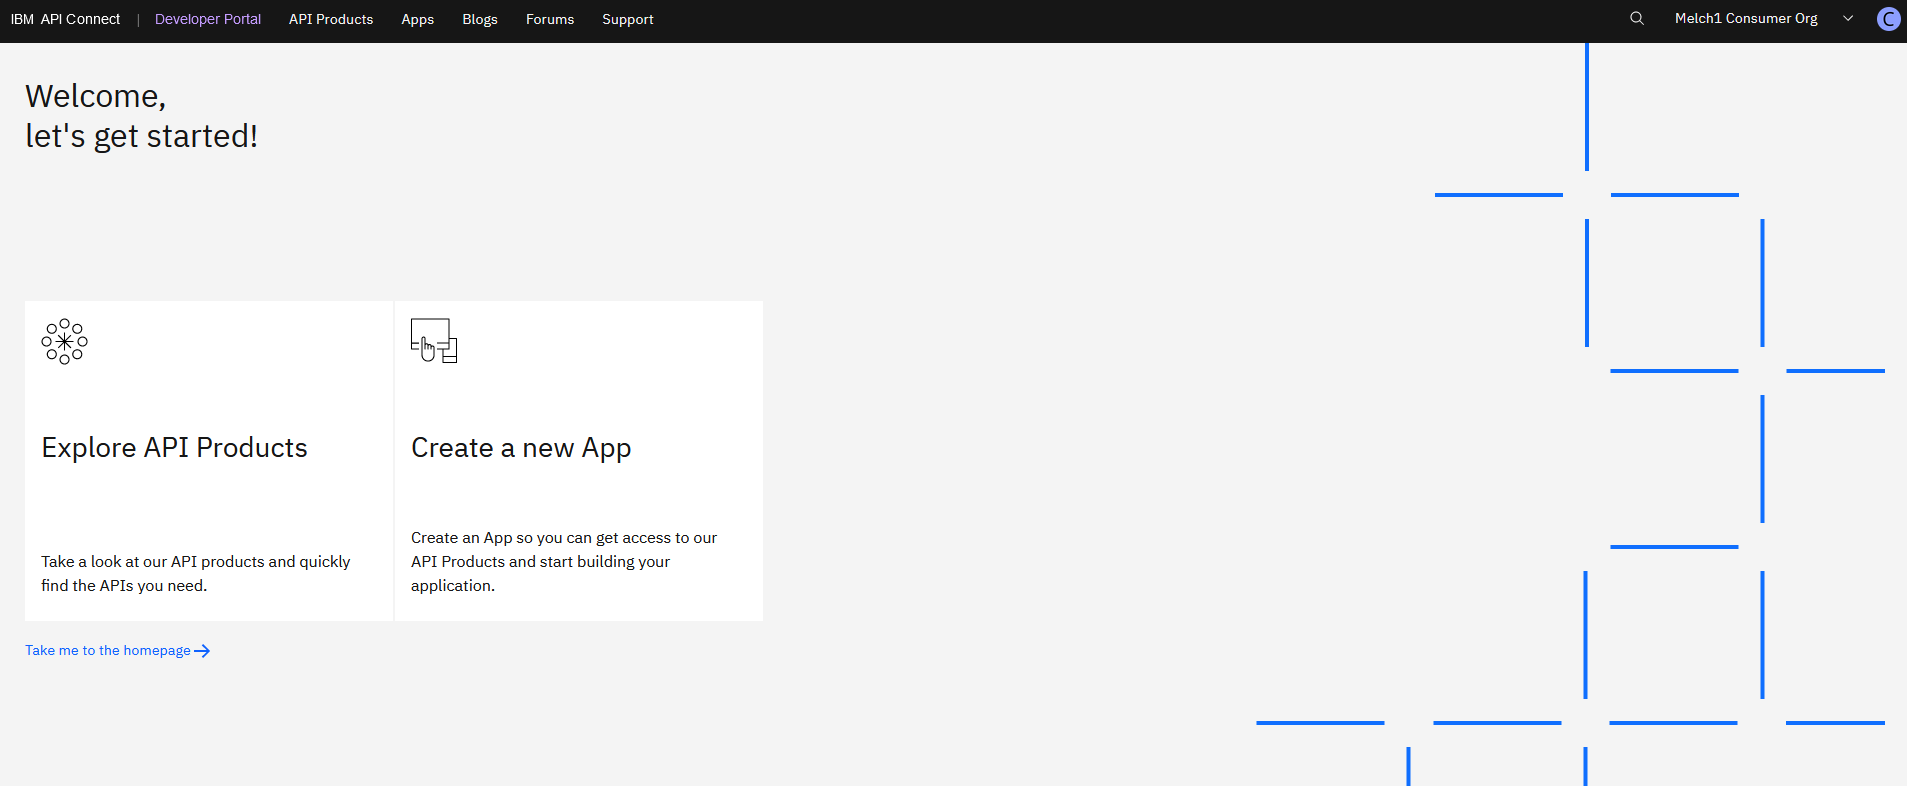 IBM API Connect | Developer Portal API Products Apps Blogs Forums Support Melch1 Consumer Org C
Welcome,
let's get started!
Explore API Products
Take a look at our API products and quickly
find the APIs you need.
Create a new App
Create an App so you can get access to our
API Products and start building your
application.
Take me to the homepage